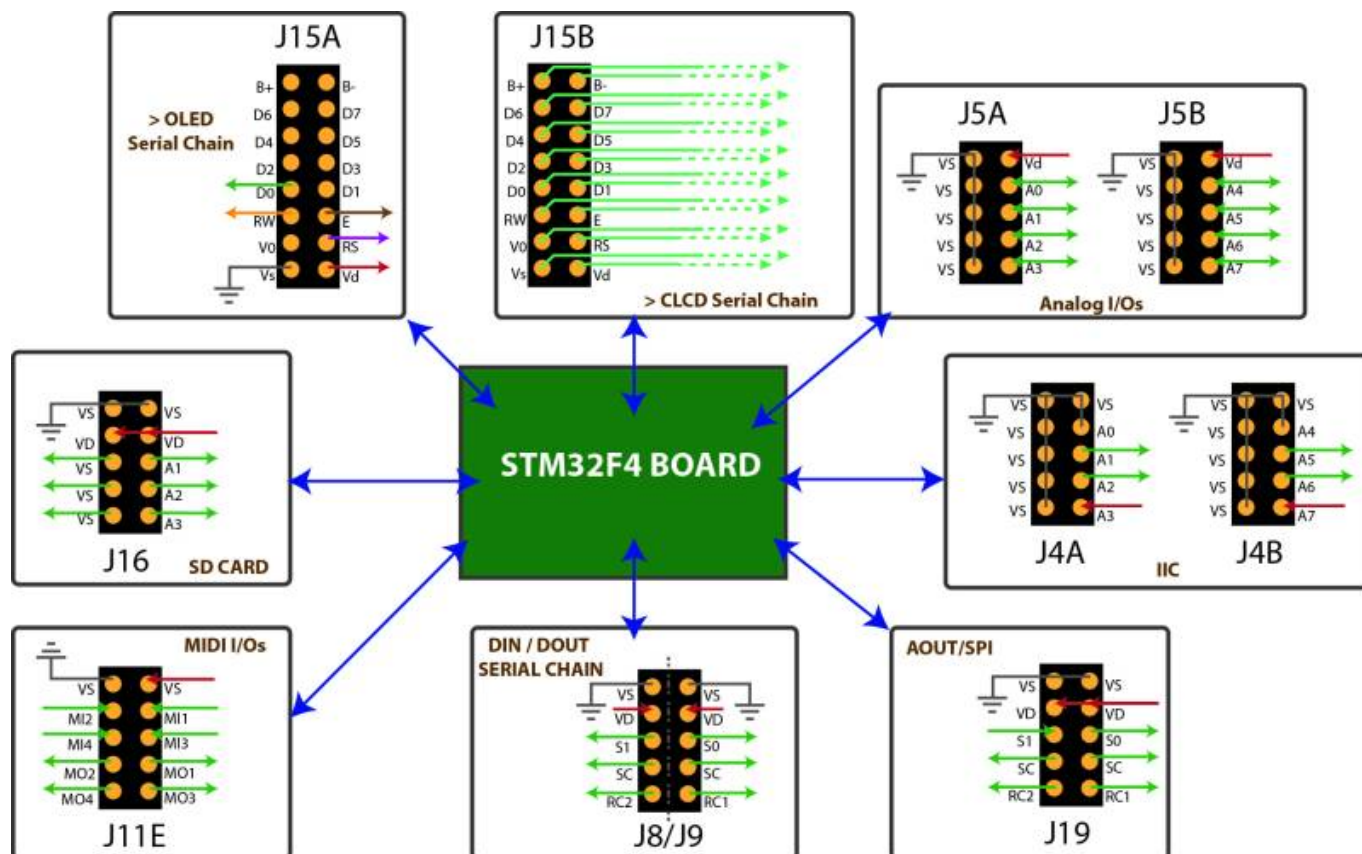 J15A
B+ B-
D6 D7
D4 D5
D2 D3
D0 D1
RW E
V0 RS
Vs Vd
> OLED
Serial Chain
J15B
B+ B-
D6 D7
D4 D5
D2 D3
D0 D1
RW E
V0 RS
Vs Vd
> CLCD Serial Chain
J5A J5B
VS Vd VS Vd
VS A0 VS A4
VS A1 VS A5
VS A2 VS A6
VS A3 VS A7
Analog I/Os
VS VS
VD VD
VS A1
VS A2
VS A3
J16
SD CARD
STM32F4 BOARD
VS VS VS VS
VS A0 VS A4
VS A1 VS A5
VS A2 VS A6
VS A3 VS A7
J4A J4B
IIC
MIDI I/Os
VS VS
MI2 MI1
MI4 MI3
MO2 MO1
MO4 MO3
J11E
DIN / DOUT
SERIAL CHAIN
VS VS
VD VD
S1 S0
SC SC
RC2 RC1
J8/J9
AOUT/SPI
VS VS
VD VD
S1 S0
SC SC
RC2 RC1
J19